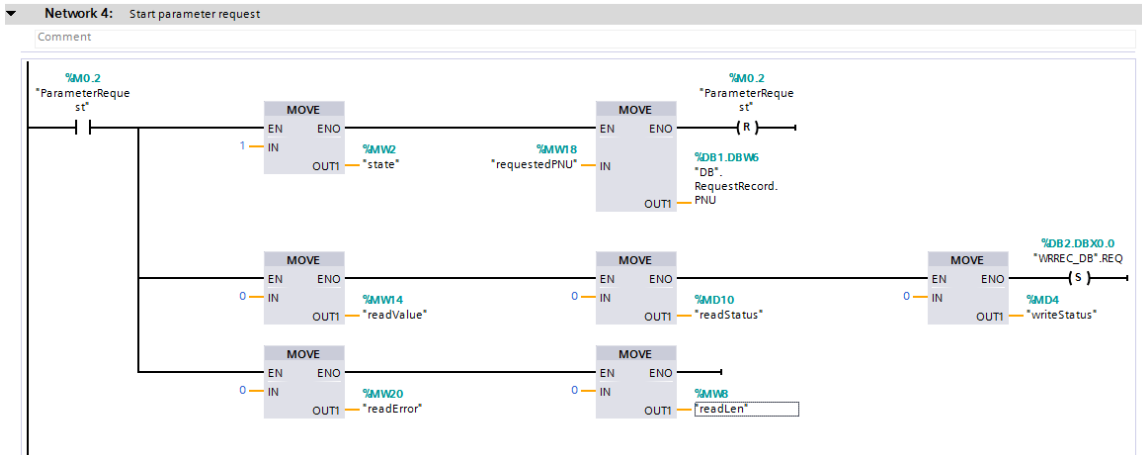 Network 4: Start parameter request
Comment
%M0.2
"ParameterReque
st"
MOVE
EN ENO
1 IN
OUT1
%MW2
"state"
MOVE
EN ENO
%MW18
"requestedPNU" IN
OUT1
%M0.2
"ParameterReque
st"
R
%DB1.DBW6
"DB".
RequestRecord.
PNU
MOVE
EN ENO
0 IN
OUT1
%MW14
"readValue"
MOVE
EN ENO
0 IN
OUT1
%MD10
"readStatus"
MOVE
EN ENO
0 IN
OUT1
%DB2.DBX0.0
"WRREC_DB".REQ
S
%MD4
"writeStatus"
MOVE
EN ENO
0 IN
OUT1
%MW20
"readError"
MOVE
EN ENO
0 IN
OUT1
%MW8
"readLen"